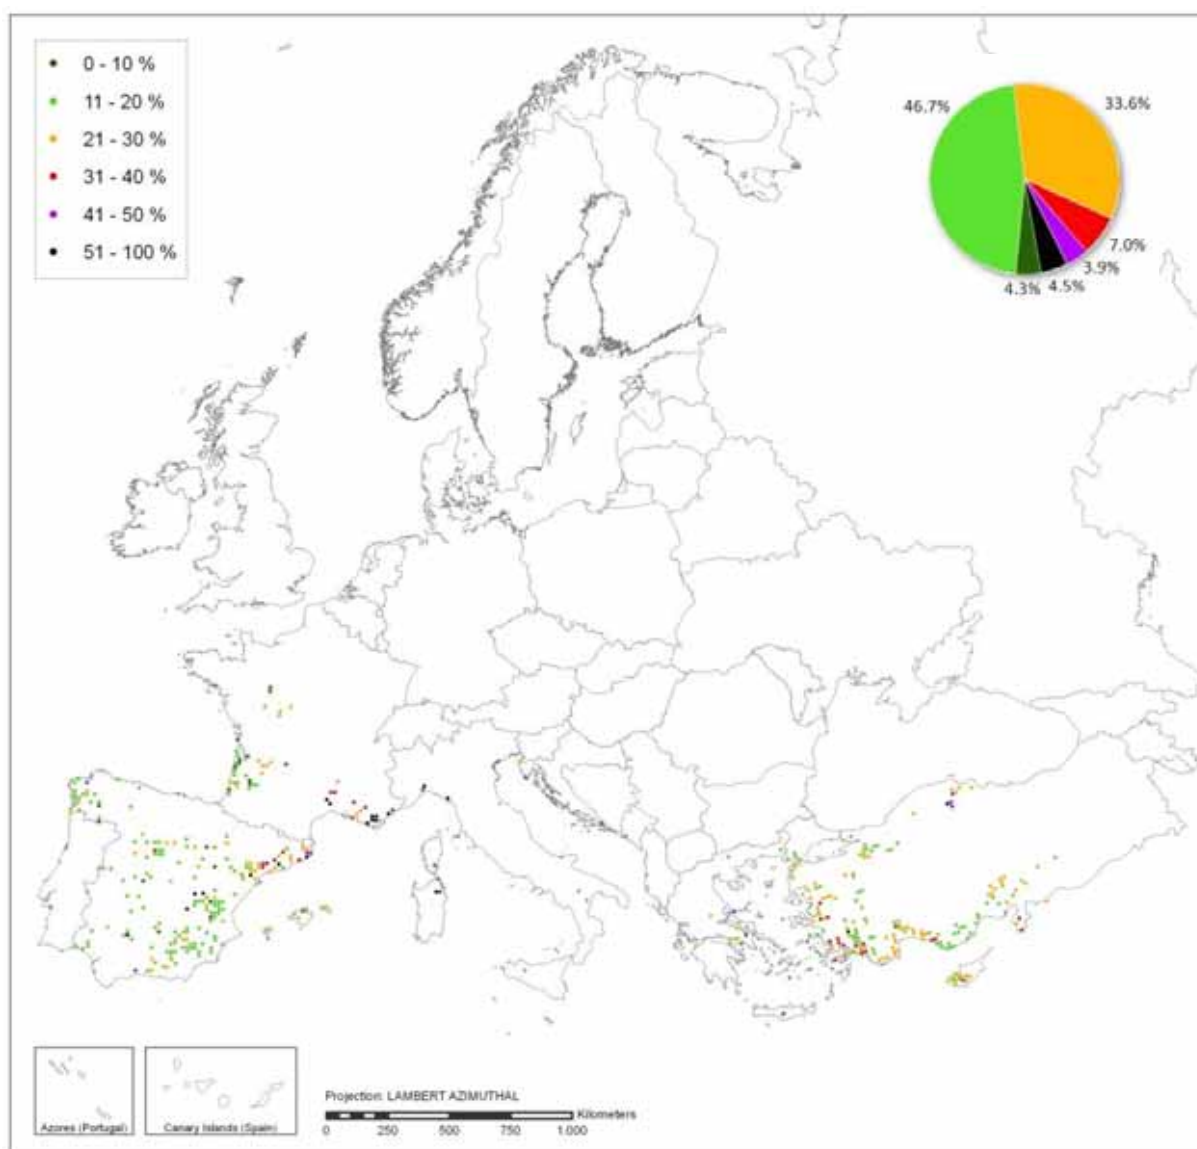 0 - 10 %
11 - 20 %
21 - 30 %
31 - 40 %
41 - 50 %
51 - 100 %
46.7%
33.6%
7.0%
3.9%
4.5%
4.3%
Azores (Portugal)
Canary Islands (Spain)
Projection: LAMBERT AZIMUTHAL
Kilometers
0 250 500 750 1.000